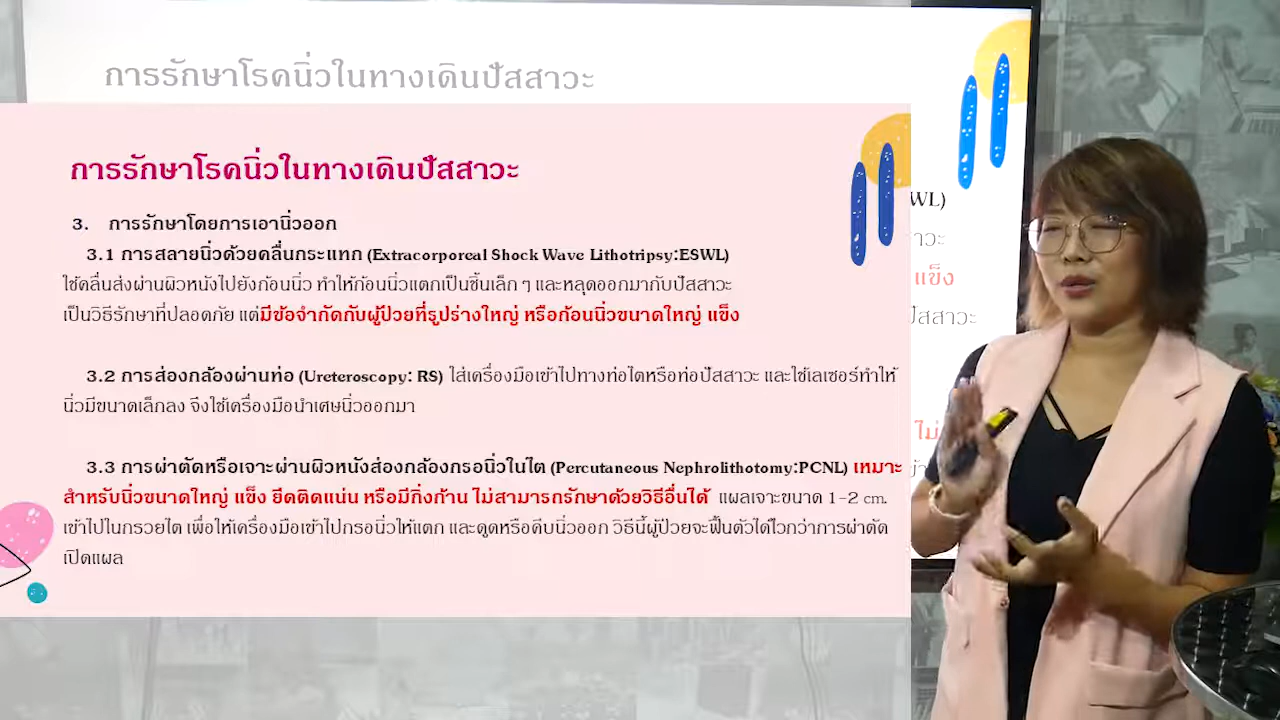 การรักษาโรคนิ่วในทางเดินปัสสาวะ
การรักษาโรคนิ่วในทางเดินปัสสาวะ
3. การรักษาโดยการเอานิ่วออก
3.1 การสลายนิ่วด้วยคลื่นกระแทก (Extracorporeal Shock Wave Lithotripsy:ESWL)
ใช้คลื่นส่งผ่านผิวหนังไปยังก้อนนิ่ว ทำให้ก้อนนิ่วแตกเป็นชิ้นเล็ก ๆ และหลุดออกมากับปัสสาวะ
เป็นวิธีรักษาที่ปลอดภัย แต่มีข้อจำกัดกับผู้ป่วยที่รูปร่างใหญ่ หรือก้อนนิ่วขนาดใหญ่ แข็ง
3.2 การส่องกล้องผ่านท่อ (Ureteroscopy: RS) ใส่เครื่องมือเข้าไปทางท่อไตหรือท่อปัสสาวะ และใช้เลเซอร์ทำให้
นิ่วมีขนาดเล็กลง จึงใช้เครื่องมือนำเศษนิ่วออกมา
3.3 การผ่าตัดหรือเจาะผ่านผิวหนังส่องกล้องกรอนิ่วในไต (Percutaneous Nephrolithotomy:PCNL) เหมาะ
สำหรับนิ่วขนาดใหญ่ แข็ง ยึดติดแน่น หรือมีกิ่งก้าน ไม่สามารถรักษาด้วยวิธีอื่นได้ แผลเจาะขนาด 1-2 cm.
เข้าไปในกรวยไต เพื่อให้เครื่องมือเข้าไปกรอนิ่วให้แตก และดูดหรือคีบนิ่วออก วิธีนี้ผู้ป่วยจะฟื้นตัวได้ไวกว่าการผ่าตัด
เปิดแผล
WL)
าวะ
แข็ง
ปัสสาวะ
ไม่